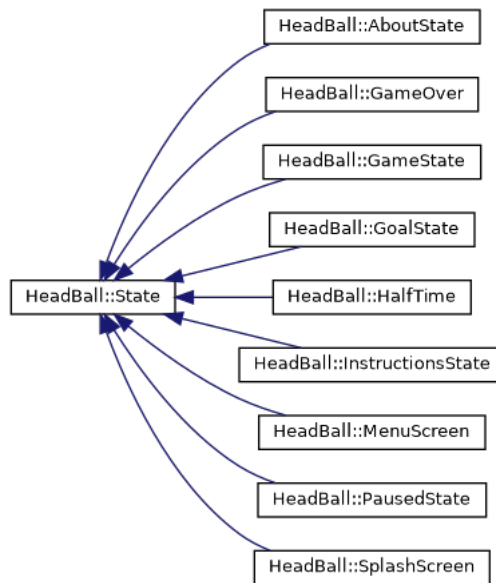 HeadBall::AboutState
HeadBall::GameOver
HeadBall::GameState
HeadBall::GoalState
HeadBall::State
HeadBall::HalfTime
HeadBall::InstructionsState
HeadBall::MenuScreen
HeadBall::PausedState
HeadBall::SplashScreen